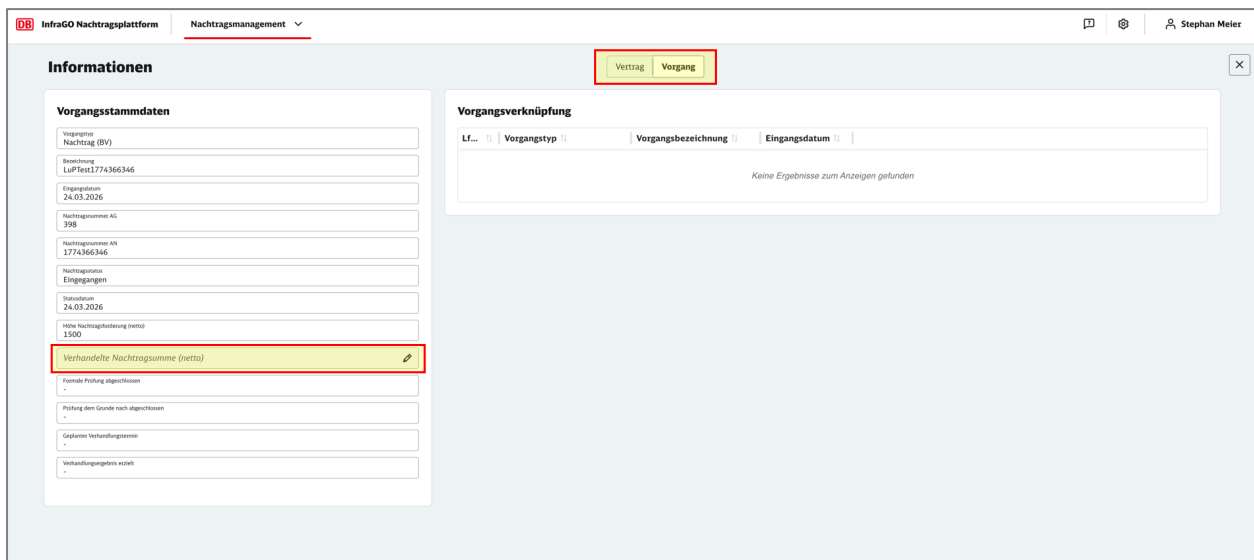 DB InfraGO Nachtragsplattform Nachtragsmanagement Stephan Meier
Informationen
Vertrag Vorgang
Vorgangsstammdaten
Vorgangstyp
Nachtrag (BV)
Bezeichnung
LuPTest1774366346
Eingangsdatum
24.03.2026
Nachtragsnummer AG
398
Nachtragsnummer AN
1774366346
Nachtragsstatus
Eingegangen
Statusdatum
24.03.2026
Höhe Nachtragsforderung (netto)
1500
Verhandelte Nachtragsumme (netto)
Formale Prüfung abgeschlossen
-
Prüfung dem Grunde nach abgeschlossen
-
Geplanter Verhandlungstermin
-
Verhandlungsergebnis erzielt
-
Vorgangsverknüpfung
Lf... Vorgangstyp Vorgangsbezeichnung Eingangsdatum
Keine Ergebnisse zum Anzeigen gefunden